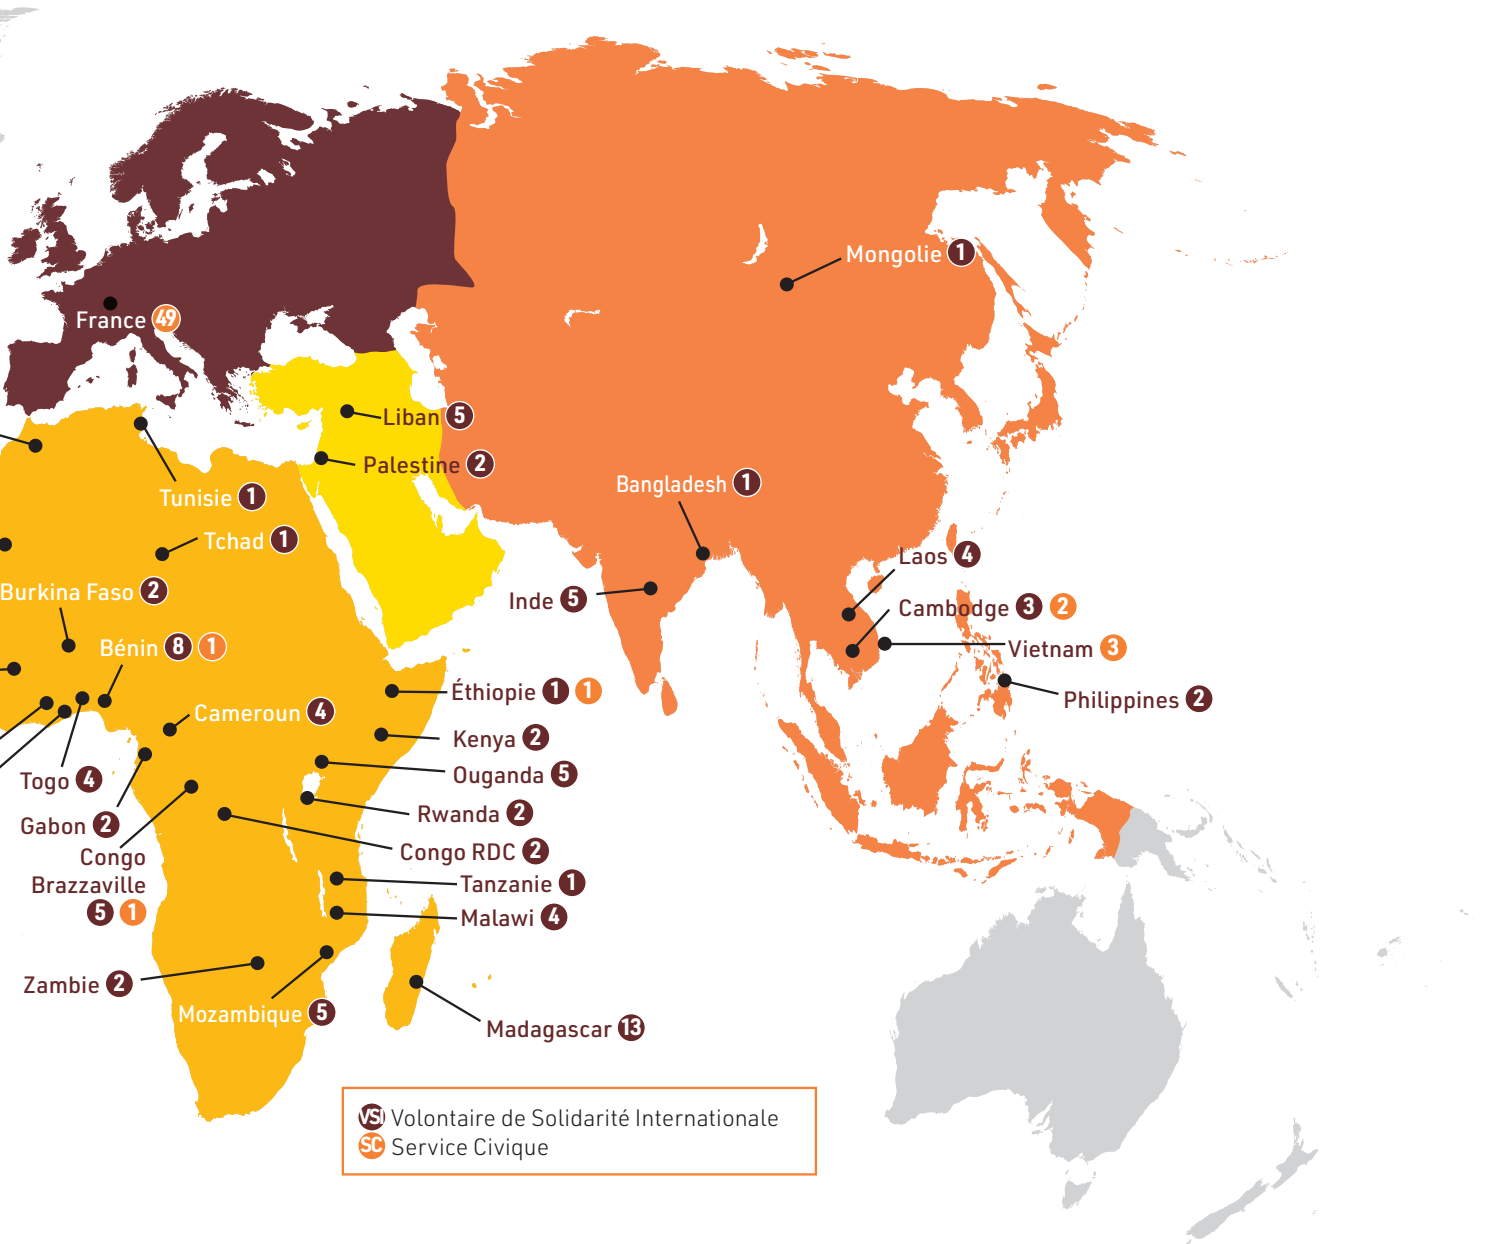 Mongolie 1
France 49
Liban 5
Palestine 2
Bangladesh 1
Tunisie 1
Tchad 1
Laos 4
Burkina Faso 2
Inde 5
Cambodge 3 2
Bénin 8 1
Vietnam 3
Éthiopie 1 1
Philippines 2
Cameroun 4
Kenya 2
Ouganda 5
Togo 4
Rwanda 2
Gabon 2
Congo
Brazzaville
5 1
Congo RDC 2
Tanzanie 1
Malawi 4
Zambie 2
Mozambique 5
Madagascar 13
VSI Volontaire de Solidarité Internationale
SC Service Civique